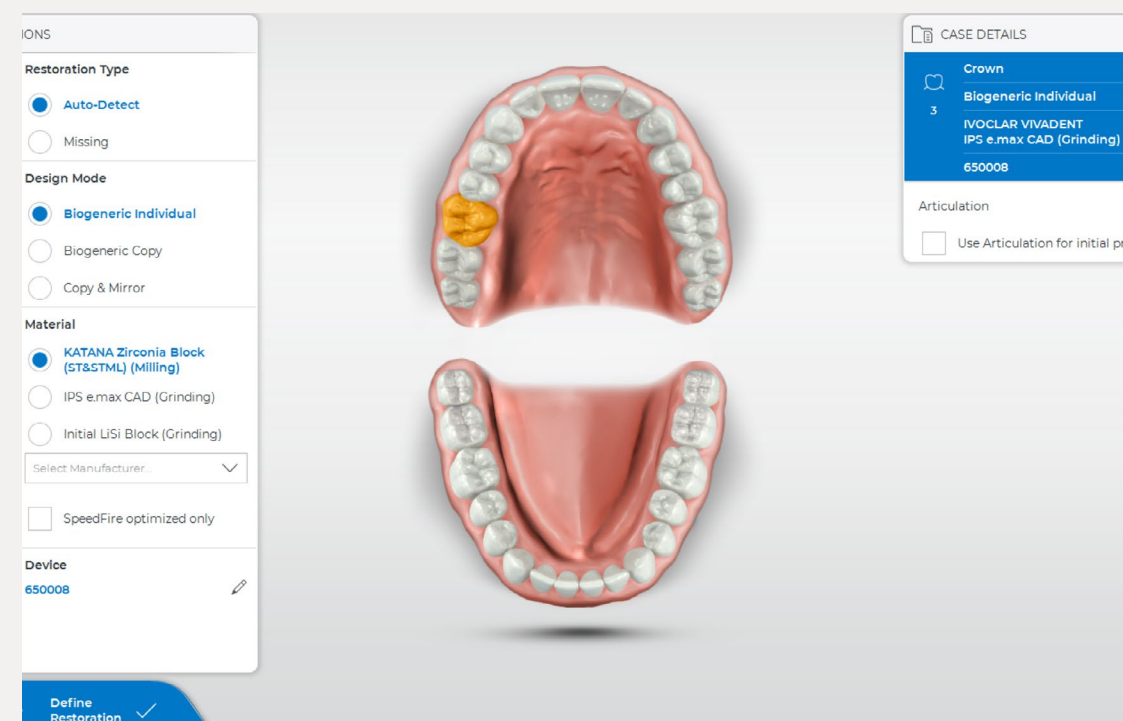 IONS
Restoration Type
Auto-Detect
Missing
Design Mode
Biogeneric Individual
Biogeneric Copy
Copy & Mirror
Material
KATANA Zirconia Block
(ST&STML) (Milling)
IPS e.max CAD (Grinding)
Initial LiSi Block (Grinding)
Select Manufacturer...
SpeedFire optimized only
Device
650008
Define
Restoration
CASE DETAILS
Crown
3
Biogeneric Individual
IVOCLAR VIVADENT
IPS e.max CAD (Grinding)
650008
Articulation
Use Articulation for initial pr